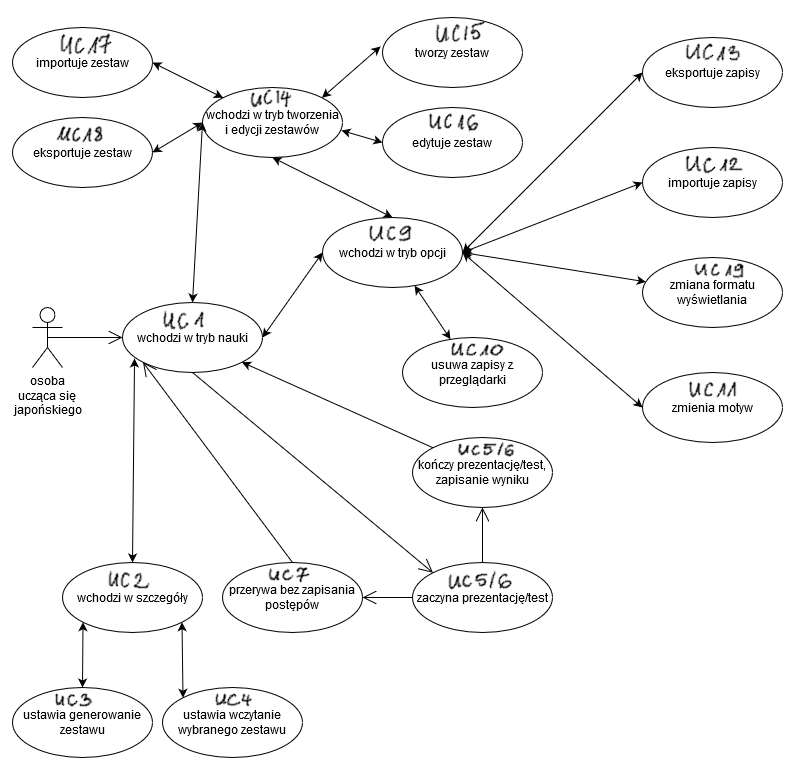 UC17
importuje zestaw
UC15
tworzy zestaw
UC13
eksportuje zapisy
UC14
wchodzi w tryb tworzenia
i edycji zestawów
UC18
eksportuje zestaw
UC16
edytuje zestaw
UC12
importuje zapisy
UC9
wchodzi w tryb opcji
UC19
zmiana formatu
wyświetlania
UC1
wchodzi w tryb nauki
osoba
ucząca się
japońskiego
UC10
usuwa zapisy z
przeglądarki
UC11
zmienia motyw
UC5/6
kończy prezentację/test,
zapisanie wyniku
UC2
wchodzi w szczegóły
UC7
przerywa bez zapisania
postępów
UC5/6
zaczyna prezentację/test
UC3
ustawia generowanie
zestawu
UC4
ustawia wczytanie
wybranego zestawu